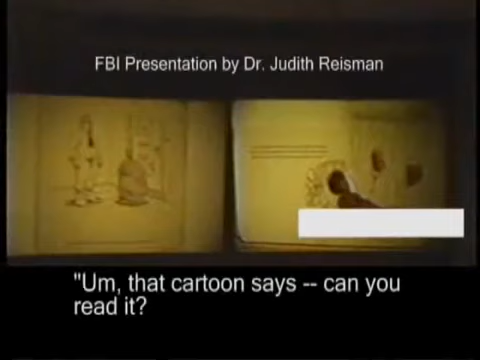 FBI Presentation by Dr. Judith Reisman
"Um, that cartoon says -- can you
read it?